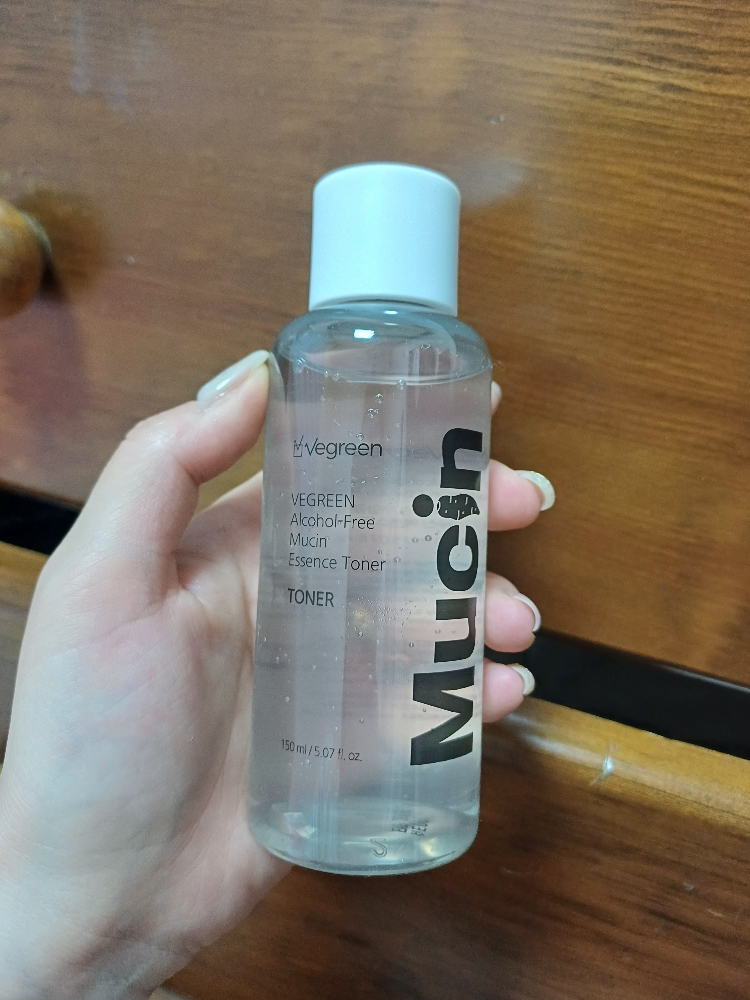 Vegreen
VEGREEN
Alcohol-Free
Mucin
Essence Toner
TONER
150 ml / 5.07 fl. oz.
Mucin